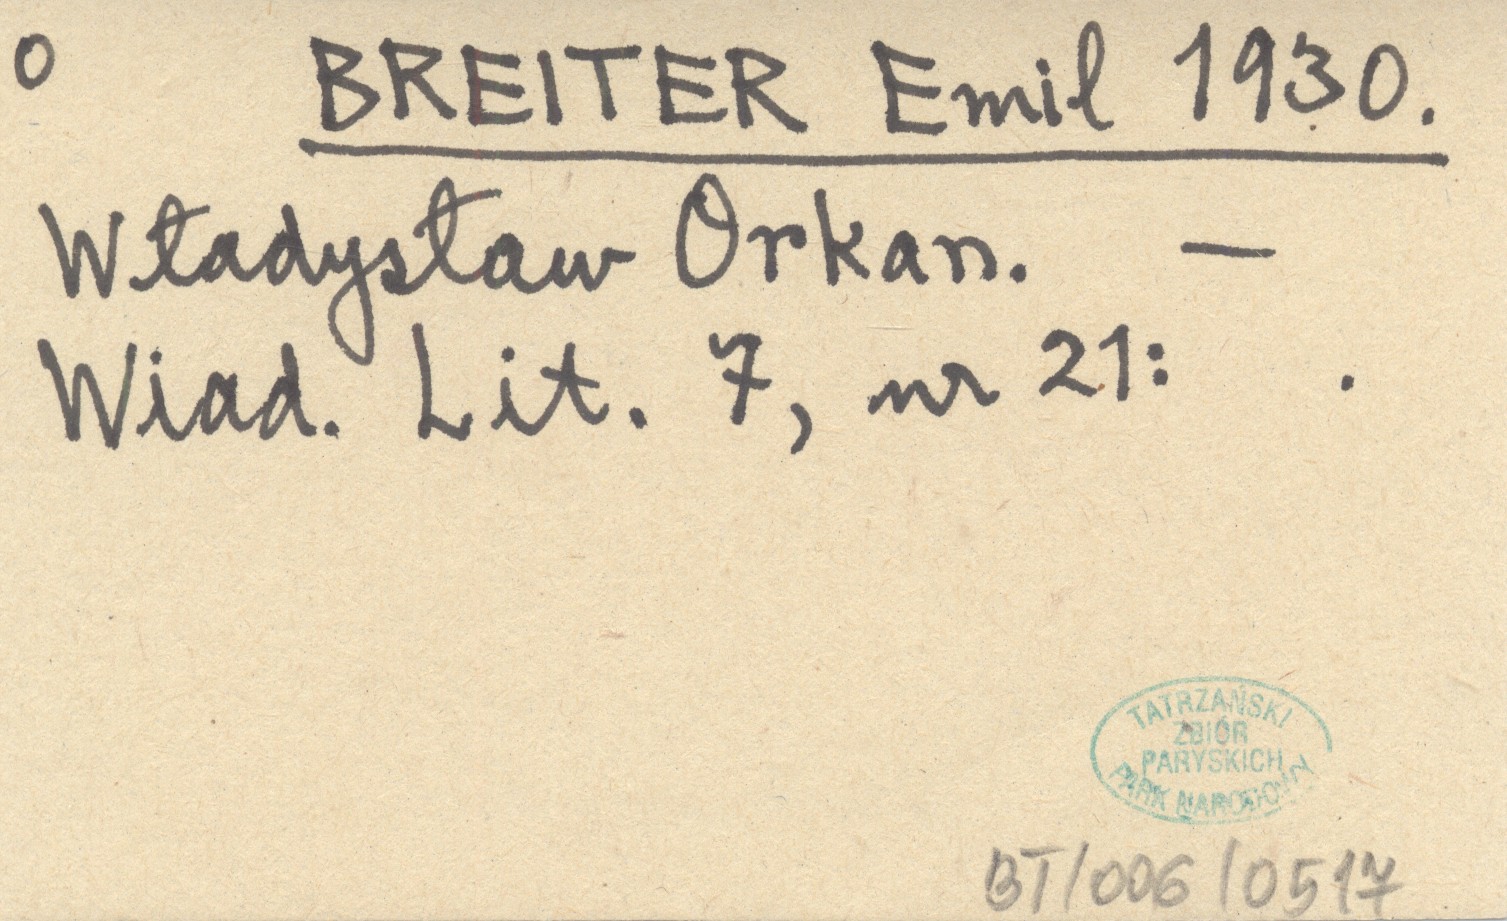 o BREITER Emil 1930.
Władysław Orkan. —
Wiad. Lit. 7, nr 21: .
TATRZAŃSKI
ZBIÓR
PARYSKICH
PARK NARODOWY
BT/006/0517